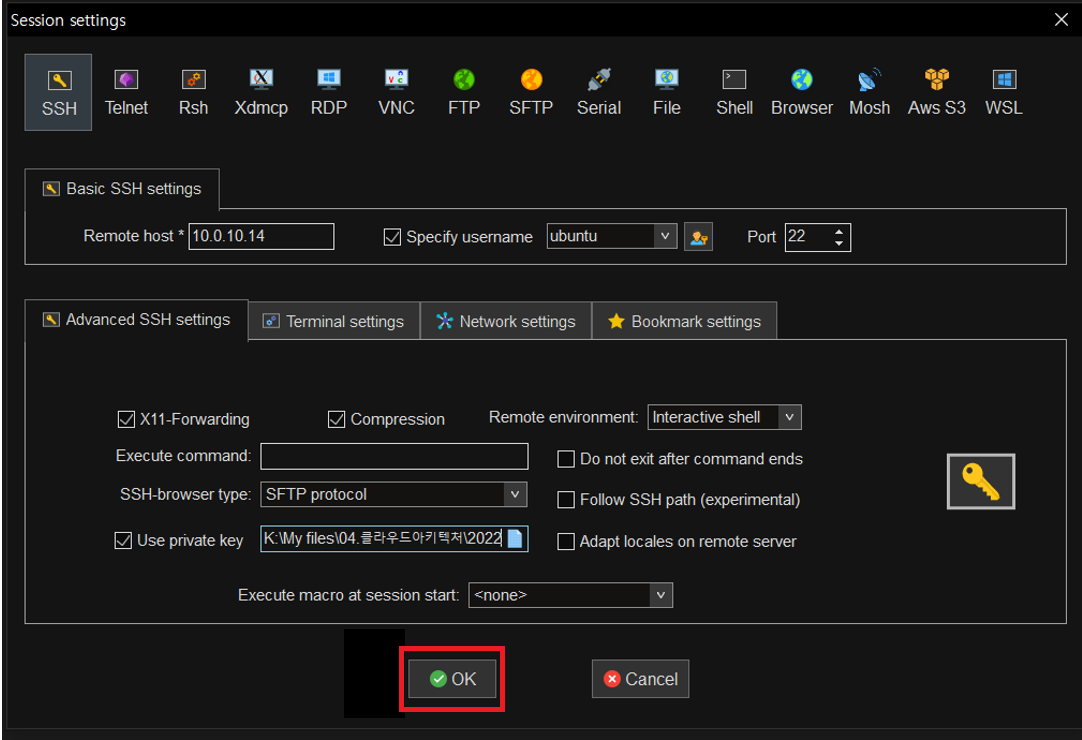 Session settings
SSH Telnet Rsh Xdmcp RDP VNC FTP SFTP Serial File Shell Browser Mosh Aws S3 WSL
Basic SSH settings
Remote host * 10.0.10.14 Specify username ubuntu Port 22
Advanced SSH settings Terminal settings Network settings Bookmark settings
X11-Forwarding Compression Remote environment: Interactive shell
Execute command: Do not exit after command ends
SSH-browser type: SFTP protocol Follow SSH path (experimental)
Use private key K:\My files\04.클라우드아키텍처\2022 Adapt locales on remote server
Execute macro at session start: <none>
OK Cancel